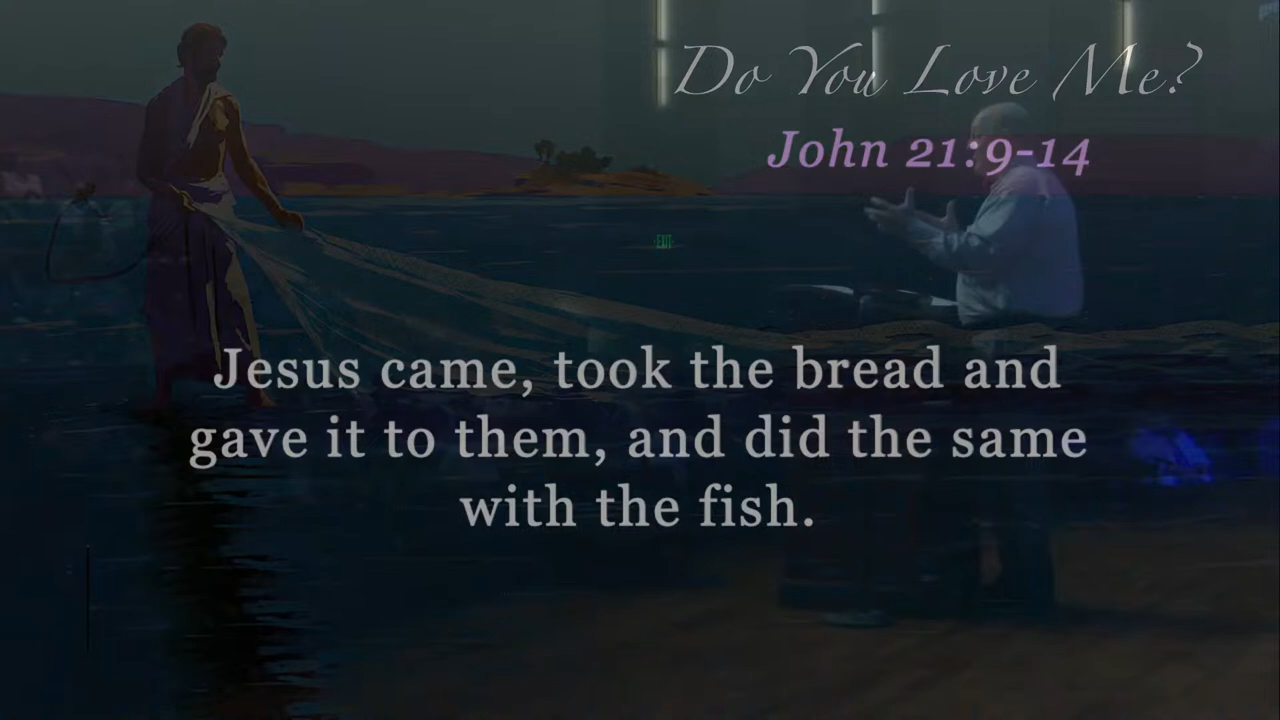 Do You Love Me?
John 21:9-14
EXIT
Jesus came, took the bread and
gave it to them, and did the same
with the fish.